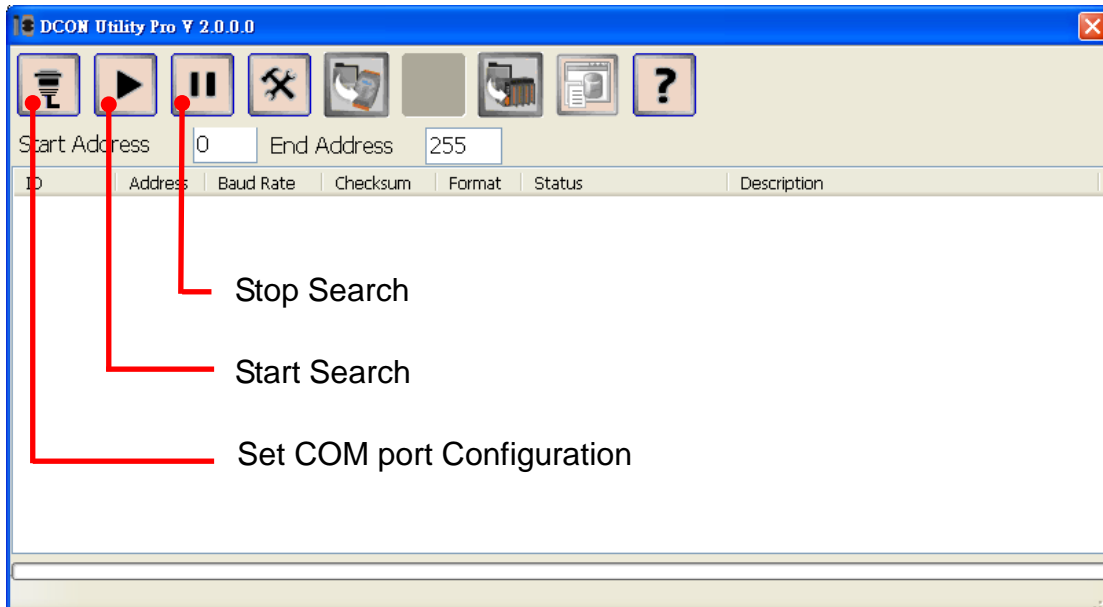 DCON Utility Pro V 2.0.0.0
?
Start Address 0 End Address 255
ID Address Baud Rate Checksum Format Status Description
Stop Search
Start Search
Set COM port Configuration